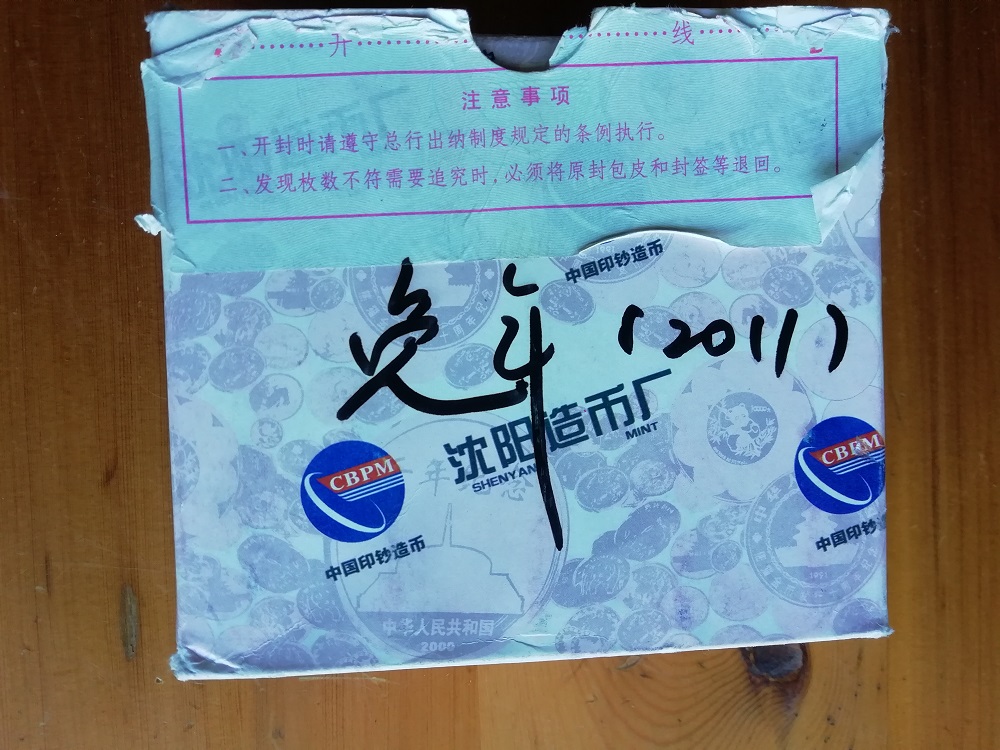 开 线
注意事项
一、开封时请遵守总行出纳制度规定的条例执行。
二、发现枚数不符需要追究时,必须将原封包皮和封签等退回。
中国印钞造币
兔年 (2011)
沈阳造币厂
SHENYANG MINT
CBPM
中国印钞造币
CBPM
中国印钞
中华人民共和国
2000
1991